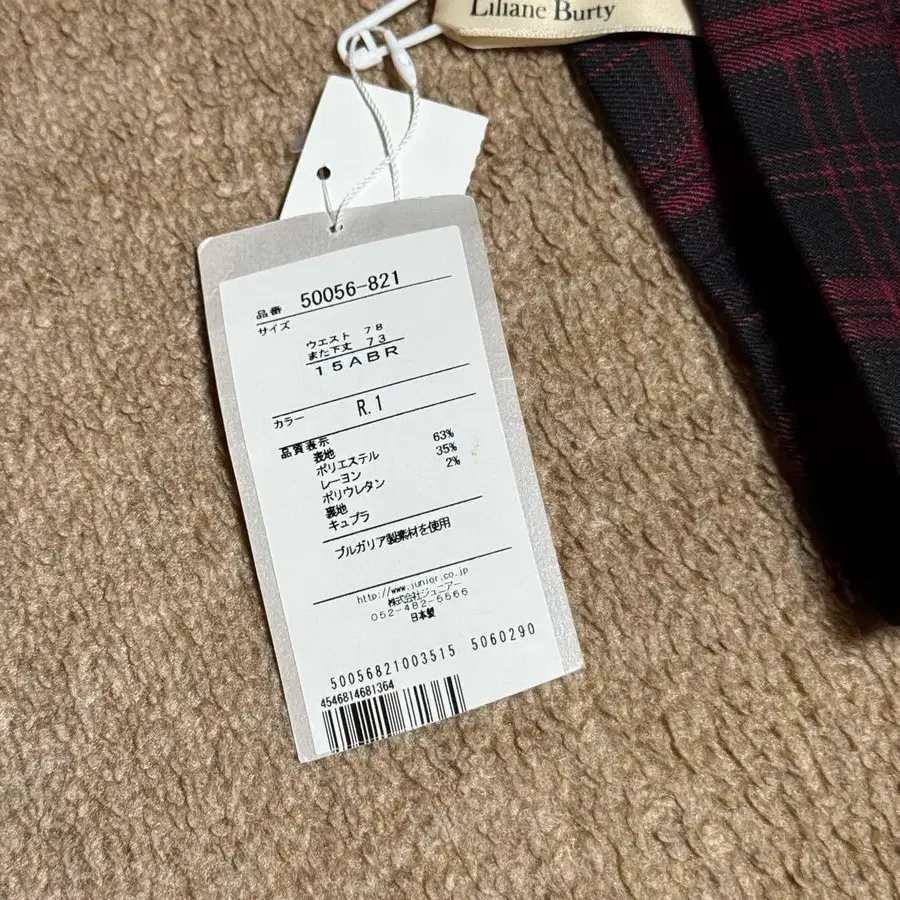 Liliane Burty
品番 50056-821
サイズ
ウエスト 78
また下丈 73
15ABR
カラー R.1
品質表示
表地
ポリエステル 63%
レーヨン 35%
ポリウレタン 2%
裏地
キュプラ
ブルガリア製素材を使用
http://www.junior.co.jp
株式会社ジュニアー
052-482-5566
日本製
50056821003515 5060290
4546814681364